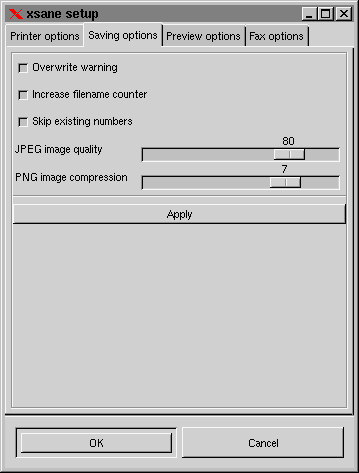 xsane setup
Printer options Saving options Preview options Fax options
Overwrite warning
Increase filename counter
Skip existing numbers
80
JPEG image quality
7
PNG image compression
Apply
OK Cancel